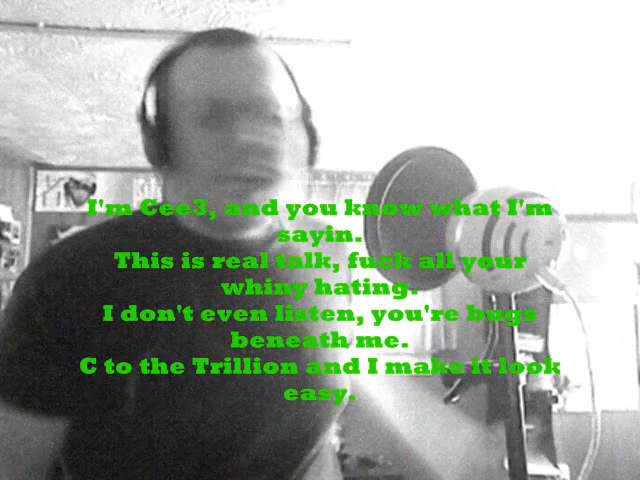 I'm Cee3, and you know what I'm
sayin.
This is real talk, fuck all your
whiny hating.
I don't even listen, you're bugs
beneath me.
C to the Trillion and I make it look
easy.